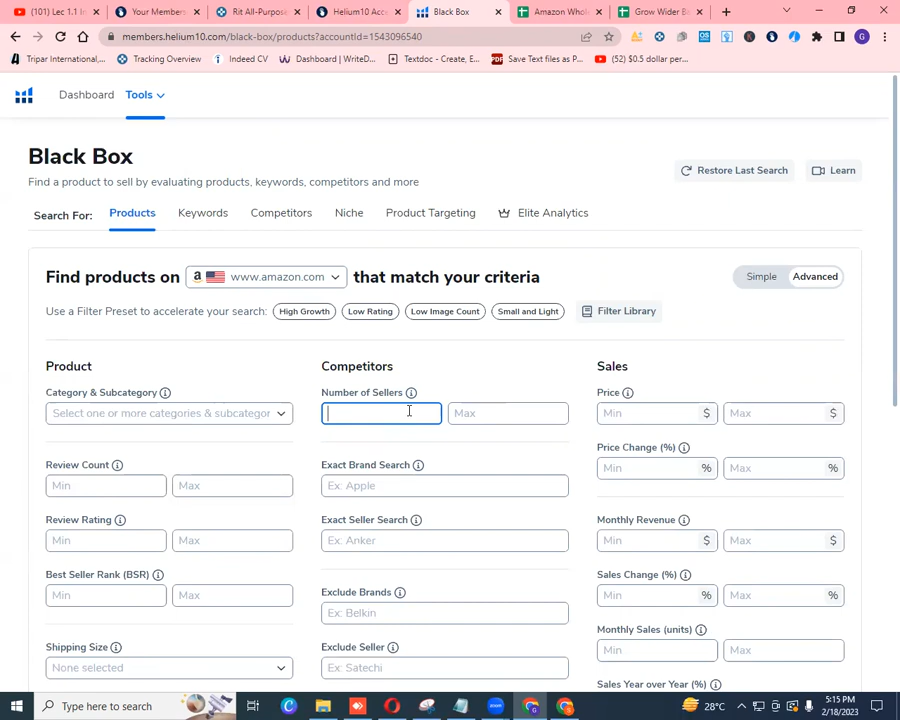 (101) Lec 1.1 In
Your Members
Rit All-Purpose
Helium10 Acce
Black Box
Amazon Whole
Grow Wider Ba
members.helium10.com/black-box/products?accountId=1543096540
Tripar International,...
Tracking Overview
Indeed CV
Dashboard | WriteD...
Textdoc - Create, E...
Save Text files as P...
(52) $0.5 dollar per...
Dashboard
Tools
Black Box
Find a product to sell by evaluating products, keywords, competitors and more
Restore Last Search
Learn
Search For:
Products
Keywords
Competitors
Niche
Product Targeting
Elite Analytics
Find products on
www.amazon.com
that match your criteria
Simple
Advanced
Use a Filter Preset to accelerate your search:
High Growth
Low Rating
Low Image Count
Small and Light
Filter Library
Product
Competitors
Sales
Category & Subcategory
Number of Sellers
Price
Select one or more categories & subcategor
Max
Min $
Max $
Price Change (%)
Review Count
Exact Brand Search
Min %
Max %
Min
Max
Ex: Apple
Review Rating
Exact Seller Search
Monthly Revenue
Min
Max
Ex: Anker
Min $
Max $
Best Seller Rank (BSR)
Sales Change (%)
Min
Max
Exclude Brands
Min %
Max %
Ex: Belkin
Monthly Sales (units)
Shipping Size
Exclude Seller
Min
Max
None selected
Ex: Satechi
Sales Year over Year (%)
Type here to search
28°C
5:15 PM
2/18/2023